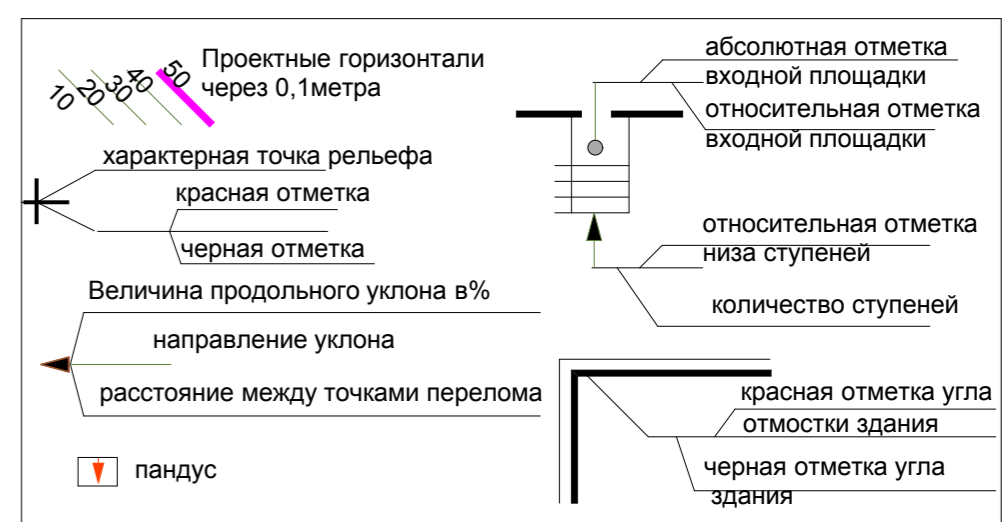 10 20 30 40 50
Проектные горизонтали
через 0,1метра
характерная точка рельефа
красная отметка
черная отметка
Величина продольного уклона в%
направление уклона
расстояние между точками перелома
пандус
абсолютная отметка
входной площадки
относительная отметка
входной площадки
относительная отметка
низа ступеней
количество ступеней
красная отметка угла
отмостки здания
черная отметка угла
здания